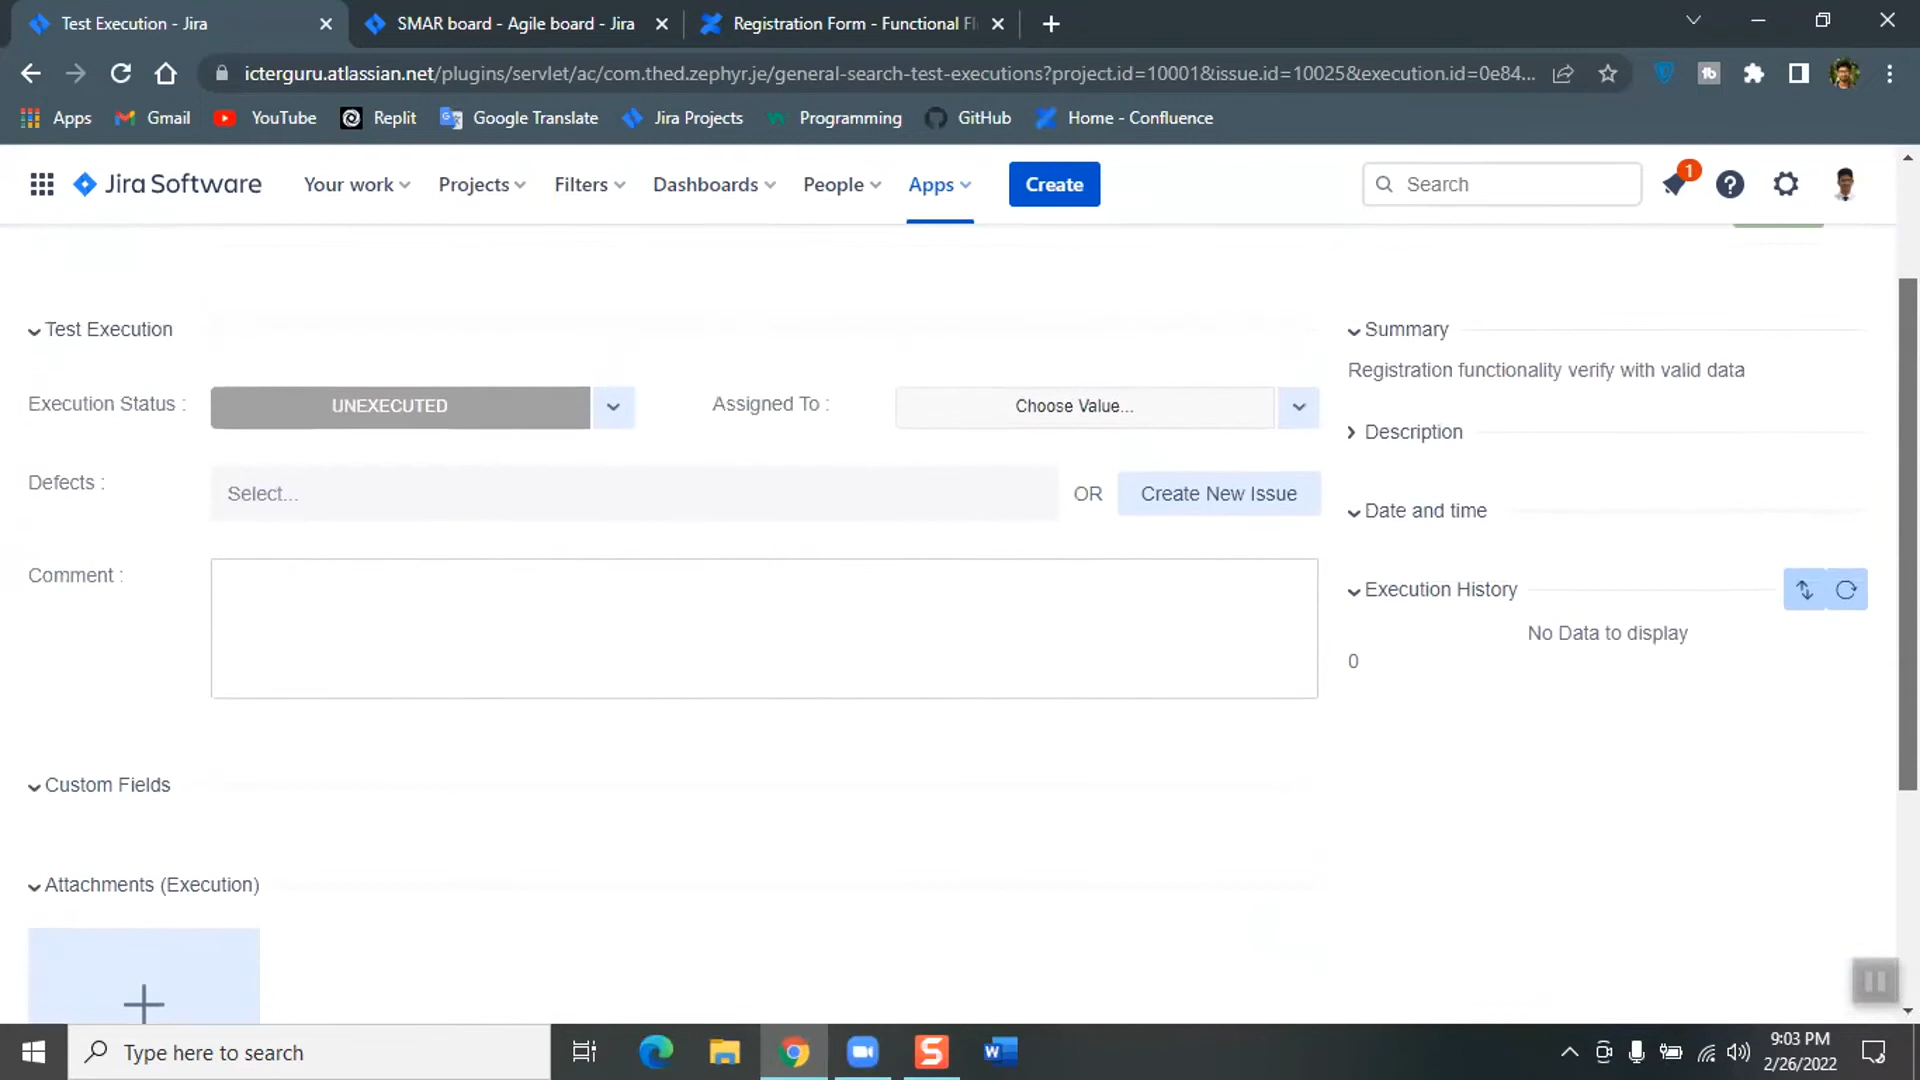 Test Execution - Jira
SMAR board - Agile board - Jira
Registration Form - Functional Fl
icterguru.atlassian.net/plugins/servlet/ac/com.thed.zephyr.je/general-search-test-executions?project.id=10001&issue.id=10025&execution.id=0e84...
Apps
Gmail
YouTube
Replit
Google Translate
Jira Projects
Programming
GitHub
Home - Confluence
Jira Software
Your work
Projects
Filters
Dashboards
People
Apps
Create
Search
1
Test Execution
Summary
Registration functionality verify with valid data
Execution Status :
UNEXECUTED
Assigned To :
Choose Value...
Description
Defects :
Select...
OR
Create New Issue
Date and time
Comment :
Execution History
No Data to display
0
Custom Fields
Attachments (Execution)
Type here to search
9:03 PM
2/26/2022